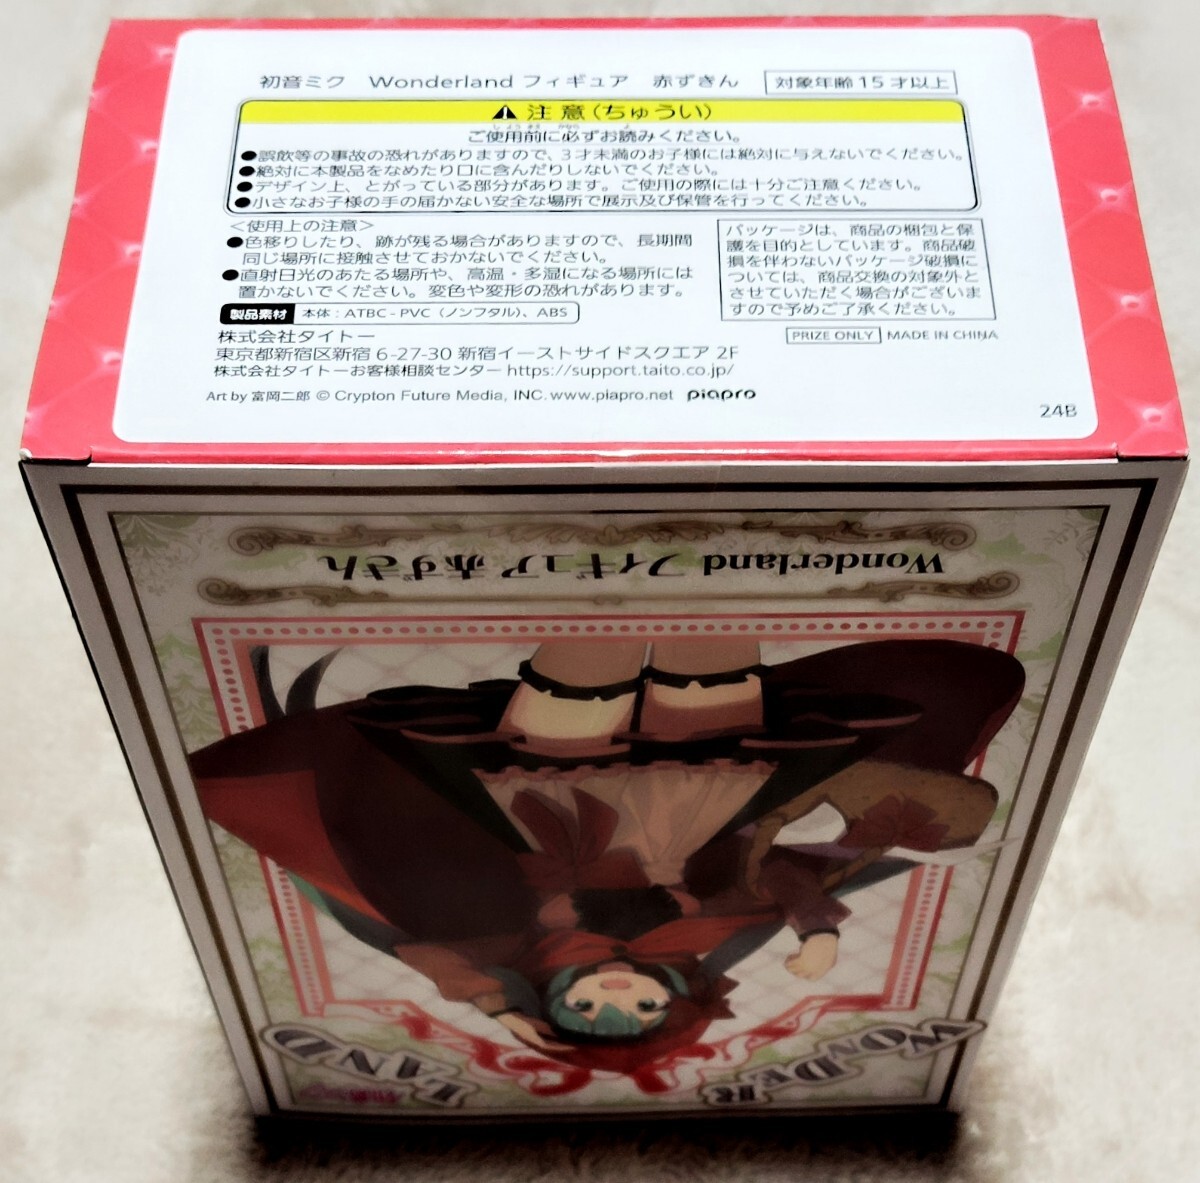 初音ミク Wonderland フィギュア 赤ずきん 対象年齢 15 才以上
注 意(ちゅうい)
ご使用前に必ずお読みください。
●誤飲等の事故の恐れがありますので、3才未満のお子様には絶対に与えないでください。
●絶対に本製品をなめたり口に含んだりしないでください。
●デザイン上、とがっている部分があります。ご使用の際には十分ご注意ください。
●小さなお子様の手の届かない安全な場所で展示及び保管を行ってください。
<使用上の注意>
●色移りしたり、跡が残る場合がありますので、長期間
同じ場所に接触させておかないでください。
●直射日光のあたる場所や、高温・多湿になる場所には
置かないでください。変色や変形の恐れがあります。
パッケージは、商品の梱包と保
護を目的としています。商品破
損を伴わないパッケージ破損に
ついては、商品交換の対象外と
させていただく場合がございま
すので予めご了承ください。
製品素材 本体:ATBC-PVC(ノンフタル)、ABS
PRIZE ONLY MADE IN CHINA
株式会社タイトー
東京都新宿区新宿 6-27-30 新宿イーストサイドスクエア 2F
株式会社タイトーお客様相談センター https://support.taito.co.jp/
Art by 富岡二郎 © Crypton Future Media, INC. www.piapro.net piapro
24B
Wonderland フィギュア 赤ずきん
WONDER
LAND
初音ミク